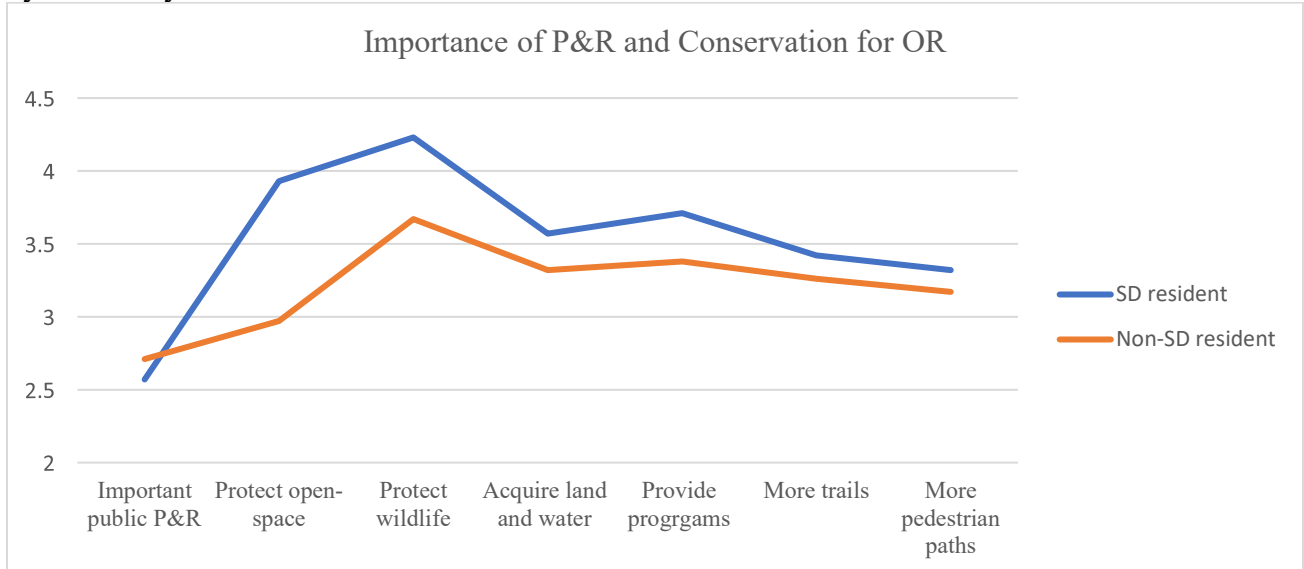 Importance of P&R and Conservation for OR
4.5
4
3.5
3
2.5
2
Important
public P&R
Protect open-
space
Protect
wildlife
Acquire land
and water
Provide
progrgams
More trails
More
pedestrian
paths
SD resident
Non-SD resident